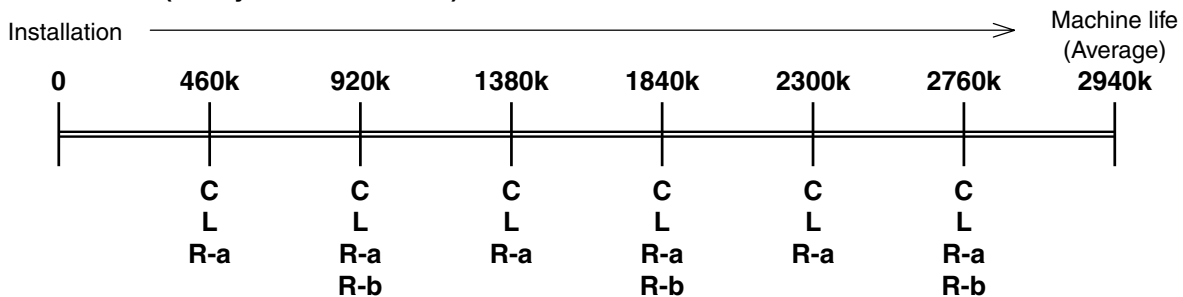 Installation
Machine life
(Average)
0 460k 920k 1380k 1840k 2300k 2760k 2940k
C C C C C C
L L L L L L
R-a R-a R-a R-a R-a R-a
R-b R-b R-b